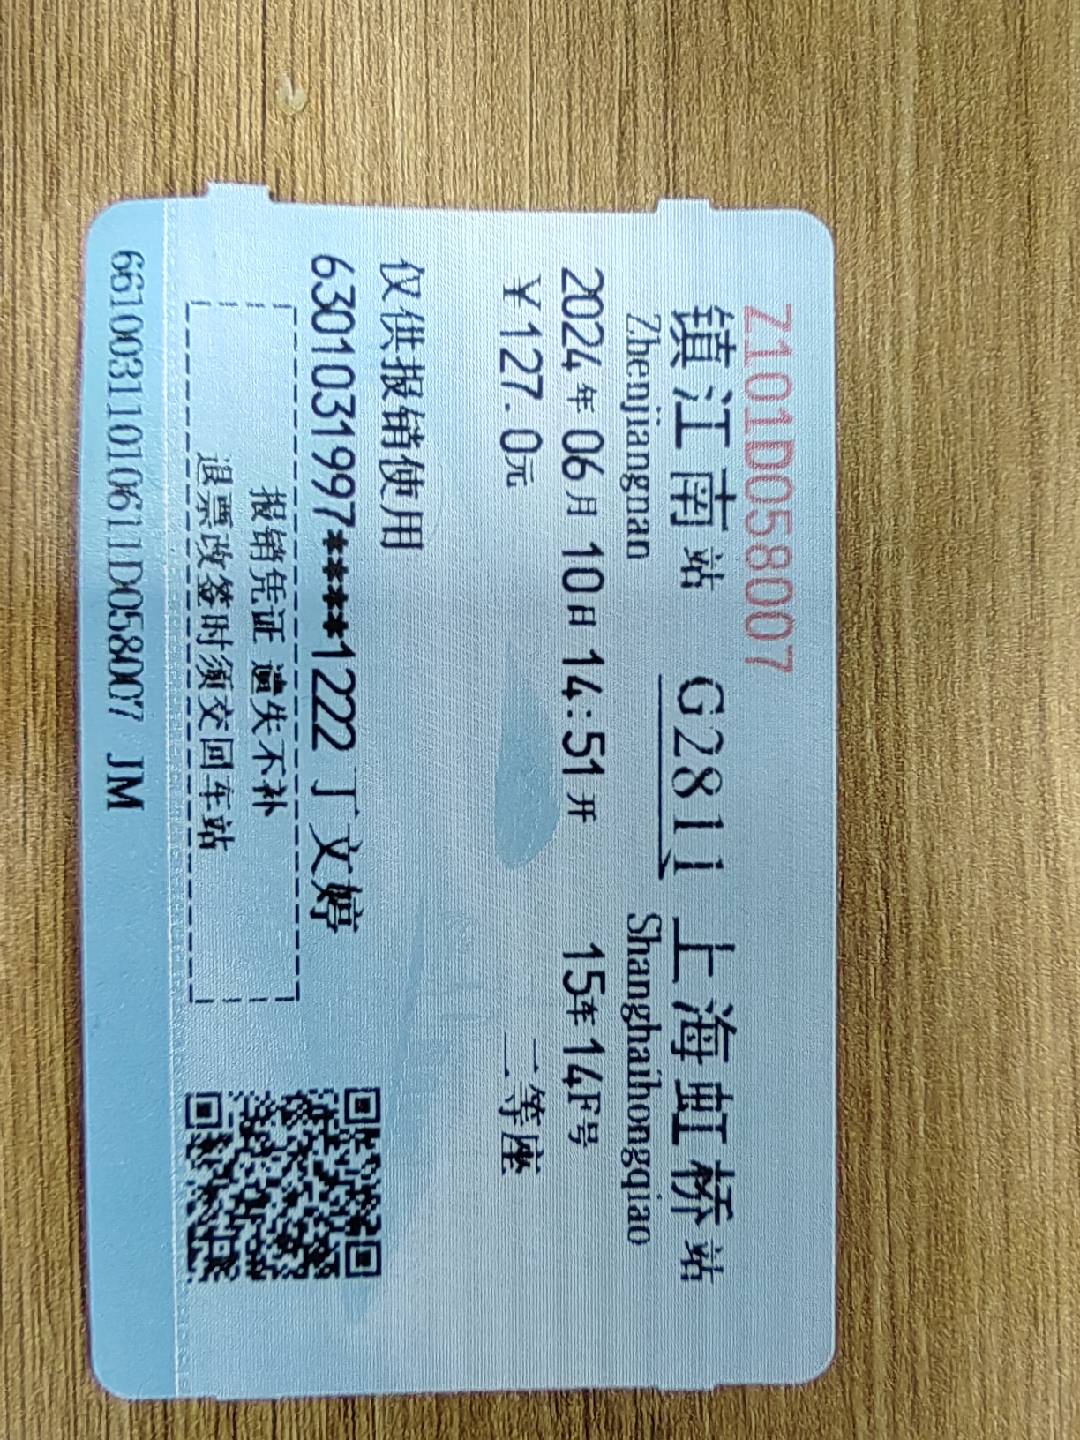 Z101D058007
镇江南站 G2811 上海虹桥站
Zhenjiangnan Shanghaihongqiao
2024年06月10日14:51开 15车14F号
￥127.0元 二等座
仅供报销使用
6301031997****1222 丁文婷
报销凭证 遗失不补
退票改签时须交回车站
66100311010611D058007 JM